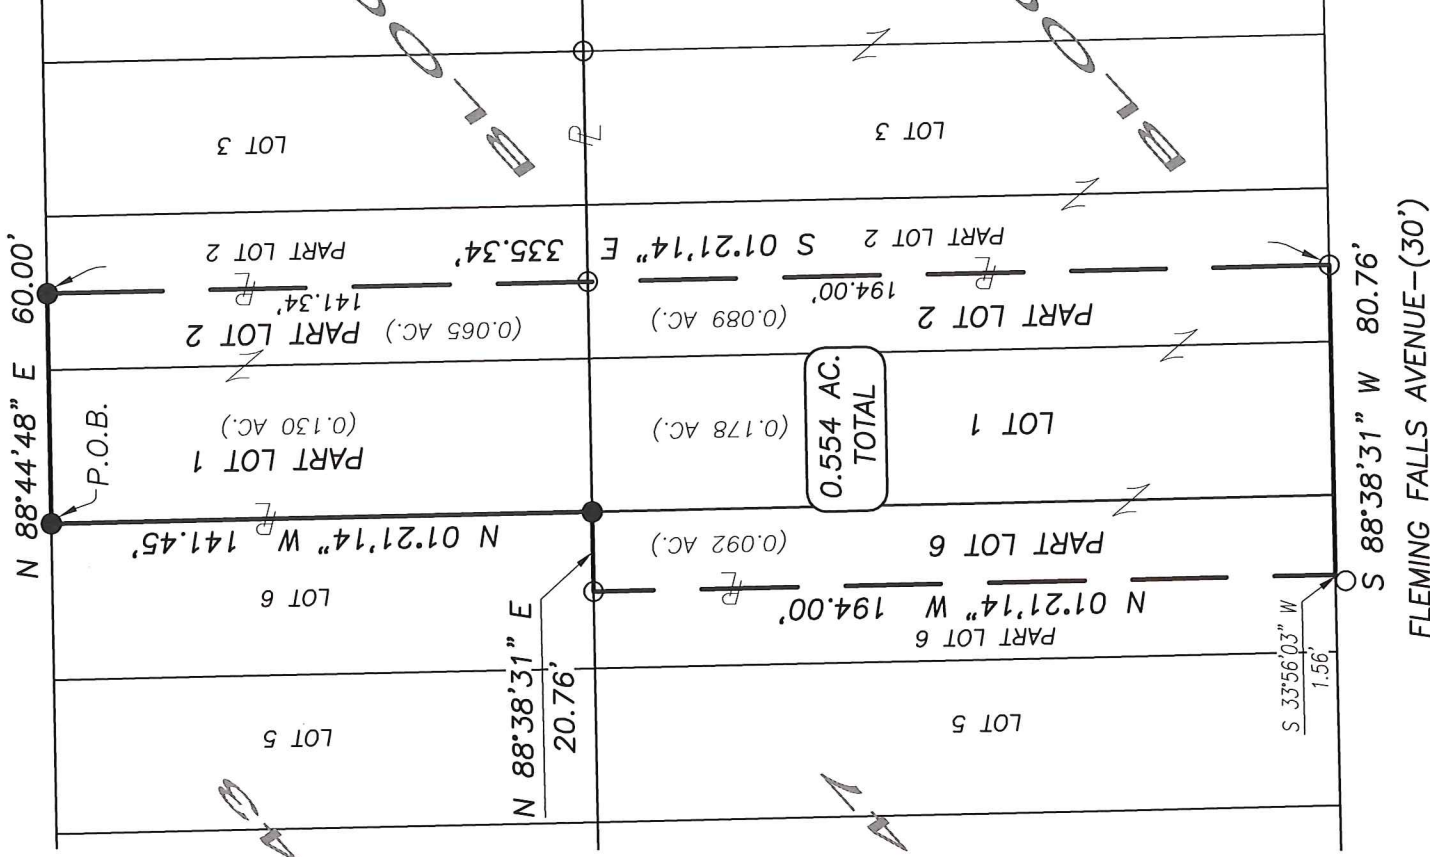 N 88°44'48" E 60.00'
P.O.B.
LOT 3
LOT 3
PART LOT 2
S 01°21'14" E 335.34'
PART LOT 2
141.34'
194.00'
PART LOT 2 (0.065 AC.)
(0.089 AC.)
PART LOT 2
PART LOT 1
(0.130 AC.)
(0.178 AC.)
0.554 AC.
TOTAL
LOT 1
N 01°21'14" W 141.45'
(0.092 AC.)
PART LOT 6
LOT 6
N 01°21'14" W 194.00'
PART LOT 6
N 88°38'31" E
20.76'
S 33°56'03" W
1.56'
LOT 5
LOT 5
S 88°38'31" W 80.76'
FLEMING FALLS AVENUE-(30')